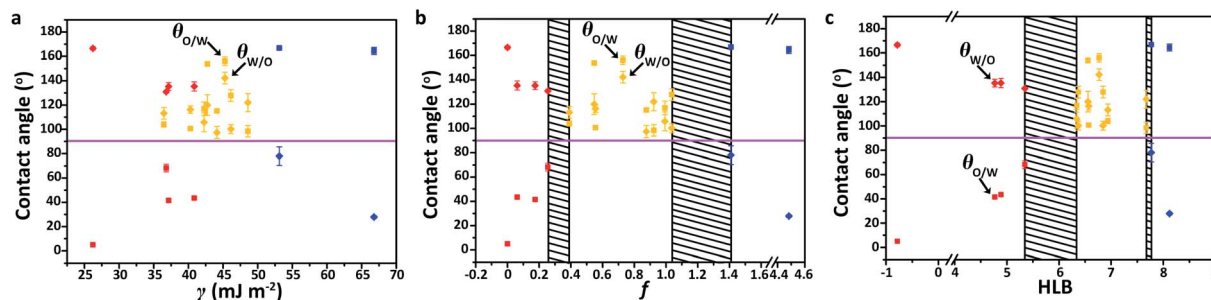 a
Contact angle (°)
180
160
140
120
100
80
60
40
20
0
θO/W
θW/O
25 30 35 40 45 50 55 60 65 70
γ (mJ m⁻²)
b
Contact angle (°)
180
160
140
120
100
80
60
40
20
0
θO/W
θW/O
0.0 0.2 0.4 0.6 0.8 1.0 1.2 1.4 1.6 4.4 4.6
f
c
Contact angle (°)
180
160
140
120
100
80
60
40
20
0
θW/O
θO/W
-1 0 4 5 6 7 8
HLB